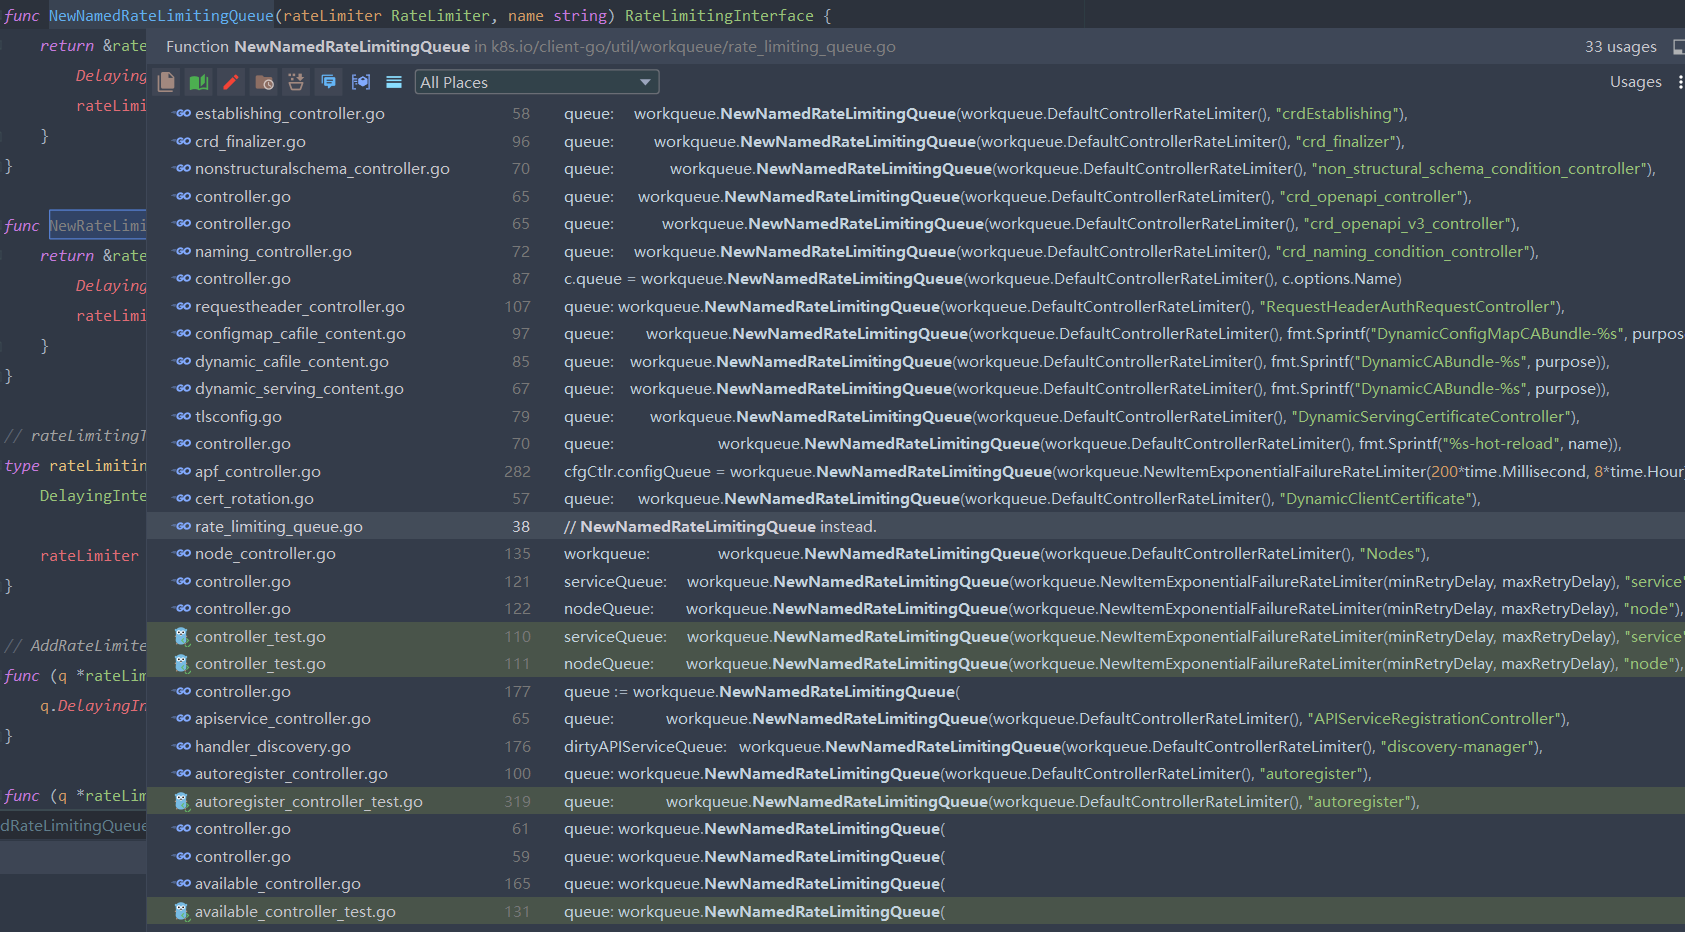 func NewNamedRateLimitingQueue(rateLimiter RateLimiter, name string) RateLimitingInterface {
return &rate
Delaying
rateLimi
}
}
func NewRateLimi
return &rate
Delaying
rateLimi
}
}
// rateLimitingT
type rateLimitin
DelayingInte
rateLimiter
}
// AddRateLimite
func (q *rateLim
q.DelayingIn
}
func (q *rateLim
dRateLimitingQueue
Function NewNamedRateLimitingQueue in k8s.io/client-go/util/workqueue/rate_limiting_queue.go 33 usages
All Places Usages
establishing_controller.go 58 queue: workqueue.NewNamedRateLimitingQueue(workqueue.DefaultControllerRateLimiter(), "crdEstablishing"),
crd_finalizer.go 96 queue: workqueue.NewNamedRateLimitingQueue(workqueue.DefaultControllerRateLimiter(), "crd_finalizer"),
nonstructuralschema_controller.go 70 queue: workqueue.NewNamedRateLimitingQueue(workqueue.DefaultControllerRateLimiter(), "non_structural_schema_condition_controller"),
controller.go 65 queue: workqueue.NewNamedRateLimitingQueue(workqueue.DefaultControllerRateLimiter(), "crd_openapi_controller"),
controller.go 65 queue: workqueue.NewNamedRateLimitingQueue(workqueue.DefaultControllerRateLimiter(), "crd_openapi_v3_controller"),
naming_controller.go 72 queue: workqueue.NewNamedRateLimitingQueue(workqueue.DefaultControllerRateLimiter(), "crd_naming_condition_controller"),
controller.go 87 c.queue = workqueue.NewNamedRateLimitingQueue(workqueue.DefaultControllerRateLimiter(), c.options.Name)
requestheader_controller.go 107 queue: workqueue.NewNamedRateLimitingQueue(workqueue.DefaultControllerRateLimiter(), "RequestHeaderAuthRequestController"),
configmap_cafile_content.go 97 queue: workqueue.NewNamedRateLimitingQueue(workqueue.DefaultControllerRateLimiter(), fmt.Sprintf("DynamicConfigMapCABundle-%s", purpos
dynamic_cafile_content.go 85 queue: workqueue.NewNamedRateLimitingQueue(workqueue.DefaultControllerRateLimiter(), fmt.Sprintf("DynamicCABundle-%s", purpose)),
dynamic_serving_content.go 67 queue: workqueue.NewNamedRateLimitingQueue(workqueue.DefaultControllerRateLimiter(), fmt.Sprintf("DynamicCABundle-%s", purpose)),
tlsconfig.go 79 queue: workqueue.NewNamedRateLimitingQueue(workqueue.DefaultControllerRateLimiter(), "DynamicServingCertificateController"),
controller.go 70 queue: workqueue.NewNamedRateLimitingQueue(workqueue.DefaultControllerRateLimiter(), fmt.Sprintf("%s-hot-reload", name)),
apf_controller.go 282 cfgCtlr.configQueue = workqueue.NewNamedRateLimitingQueue(workqueue.NewItemExponentialFailureRateLimiter(200*time.Millisecond, 8*time.Hour
cert_rotation.go 57 queue: workqueue.NewNamedRateLimitingQueue(workqueue.DefaultControllerRateLimiter(), "DynamicClientCertificate"),
rate_limiting_queue.go 38 // NewNamedRateLimitingQueue instead.
node_controller.go 135 workqueue: workqueue.NewNamedRateLimitingQueue(workqueue.DefaultControllerRateLimiter(), "Nodes"),
controller.go 121 serviceQueue: workqueue.NewNamedRateLimitingQueue(workqueue.NewItemExponentialFailureRateLimiter(minRetryDelay, maxRetryDelay), "service"
controller.go 122 nodeQueue: workqueue.NewNamedRateLimitingQueue(workqueue.NewItemExponentialFailureRateLimiter(minRetryDelay, maxRetryDelay), "node"),
controller_test.go 110 serviceQueue: workqueue.NewNamedRateLimitingQueue(workqueue.NewItemExponentialFailureRateLimiter(minRetryDelay, maxRetryDelay), "service"
controller_test.go 111 nodeQueue: workqueue.NewNamedRateLimitingQueue(workqueue.NewItemExponentialFailureRateLimiter(minRetryDelay, maxRetryDelay), "node"),
controller.go 177 queue := workqueue.NewNamedRateLimitingQueue(
apiservice_controller.go 65 queue: workqueue.NewNamedRateLimitingQueue(workqueue.DefaultControllerRateLimiter(), "APIServiceRegistrationController"),
handler_discovery.go 176 dirtyAPIServiceQueue: workqueue.NewNamedRateLimitingQueue(workqueue.DefaultControllerRateLimiter(), "discovery-manager"),
autoregister_controller.go 100 queue: workqueue.NewNamedRateLimitingQueue(workqueue.DefaultControllerRateLimiter(), "autoregister"),
autoregister_controller_test.go 319 queue: workqueue.NewNamedRateLimitingQueue(workqueue.DefaultControllerRateLimiter(), "autoregister"),
controller.go 61 queue: workqueue.NewNamedRateLimitingQueue(
controller.go 59 queue: workqueue.NewNamedRateLimitingQueue(
available_controller.go 165 queue: workqueue.NewNamedRateLimitingQueue(
available_controller_test.go 131 queue: workqueue.NewNamedRateLimitingQueue(